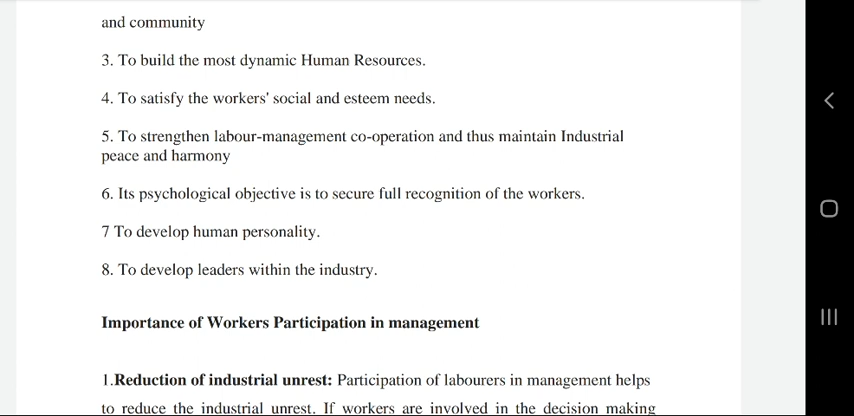 and community
3. To build the most dynamic Human Resources.
4. To satisfy the workers' social and esteem needs.
5. To strengthen labour-management co-operation and thus maintain Industrial
peace and harmony
6. Its psychological objective is to secure full recognition of the workers.
7 To develop human personality.
8. To develop leaders within the industry.
Importance of Workers Participation in management
1.Reduction of industrial unrest: Participation of labourers in management helps
to reduce the industrial unrest. If workers are involved in the decision making